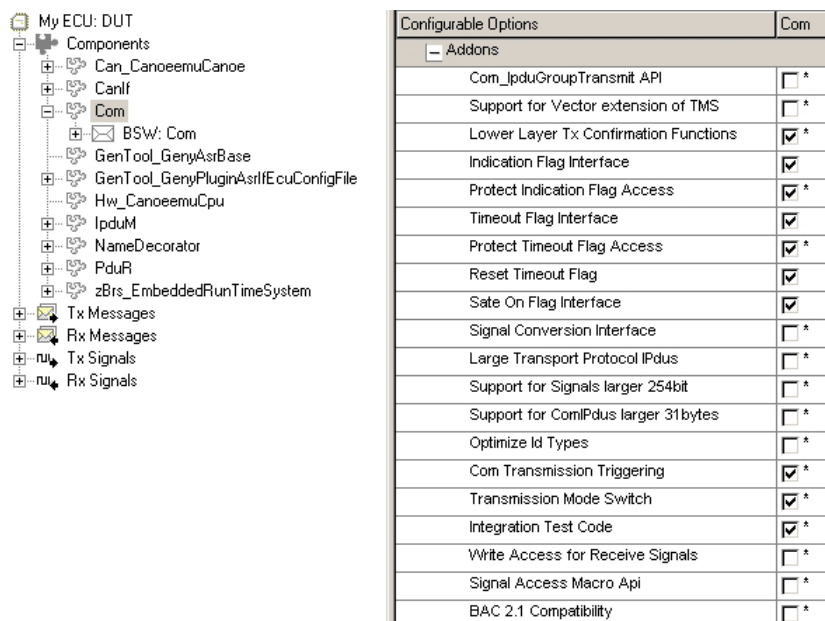 My ECU: DUT
Components
Can_CanoeemuCanoe
CanIf
Com
BSW: Com
GenTool_GenyAsrBase
GenTool_GenyPluginAsrIfEcuConfigFile
Hw_CanoeemuCpu
IpduM
NameDecorator
PduR
zBrs_EmbeddedRunTimeSystem
Tx Messages
Rx Messages
Tx Signals
Rx Signals
Configurable Options Com
Addons
Com_IpduGroupTransmit API *
Support for Vector extension of TMS *
Lower Layer Tx Confirmation Functions *
Indication Flag Interface
Protect Indication Flag Access *
Timeout Flag Interface
Protect Timeout Flag Access *
Reset Timeout Flag
Sate On Flag Interface
Signal Conversion Interface *
Large Transport Protocol IPdus *
Support for Signals larger 254bit *
Support for ComIPdus larger 31bytes *
Optimize Id Types *
Com Transmission Triggering *
Transmission Mode Switch *
Integration Test Code *
Write Access for Receive Signals *
Signal Access Macro Api *
BAC 2.1 Compatibility *